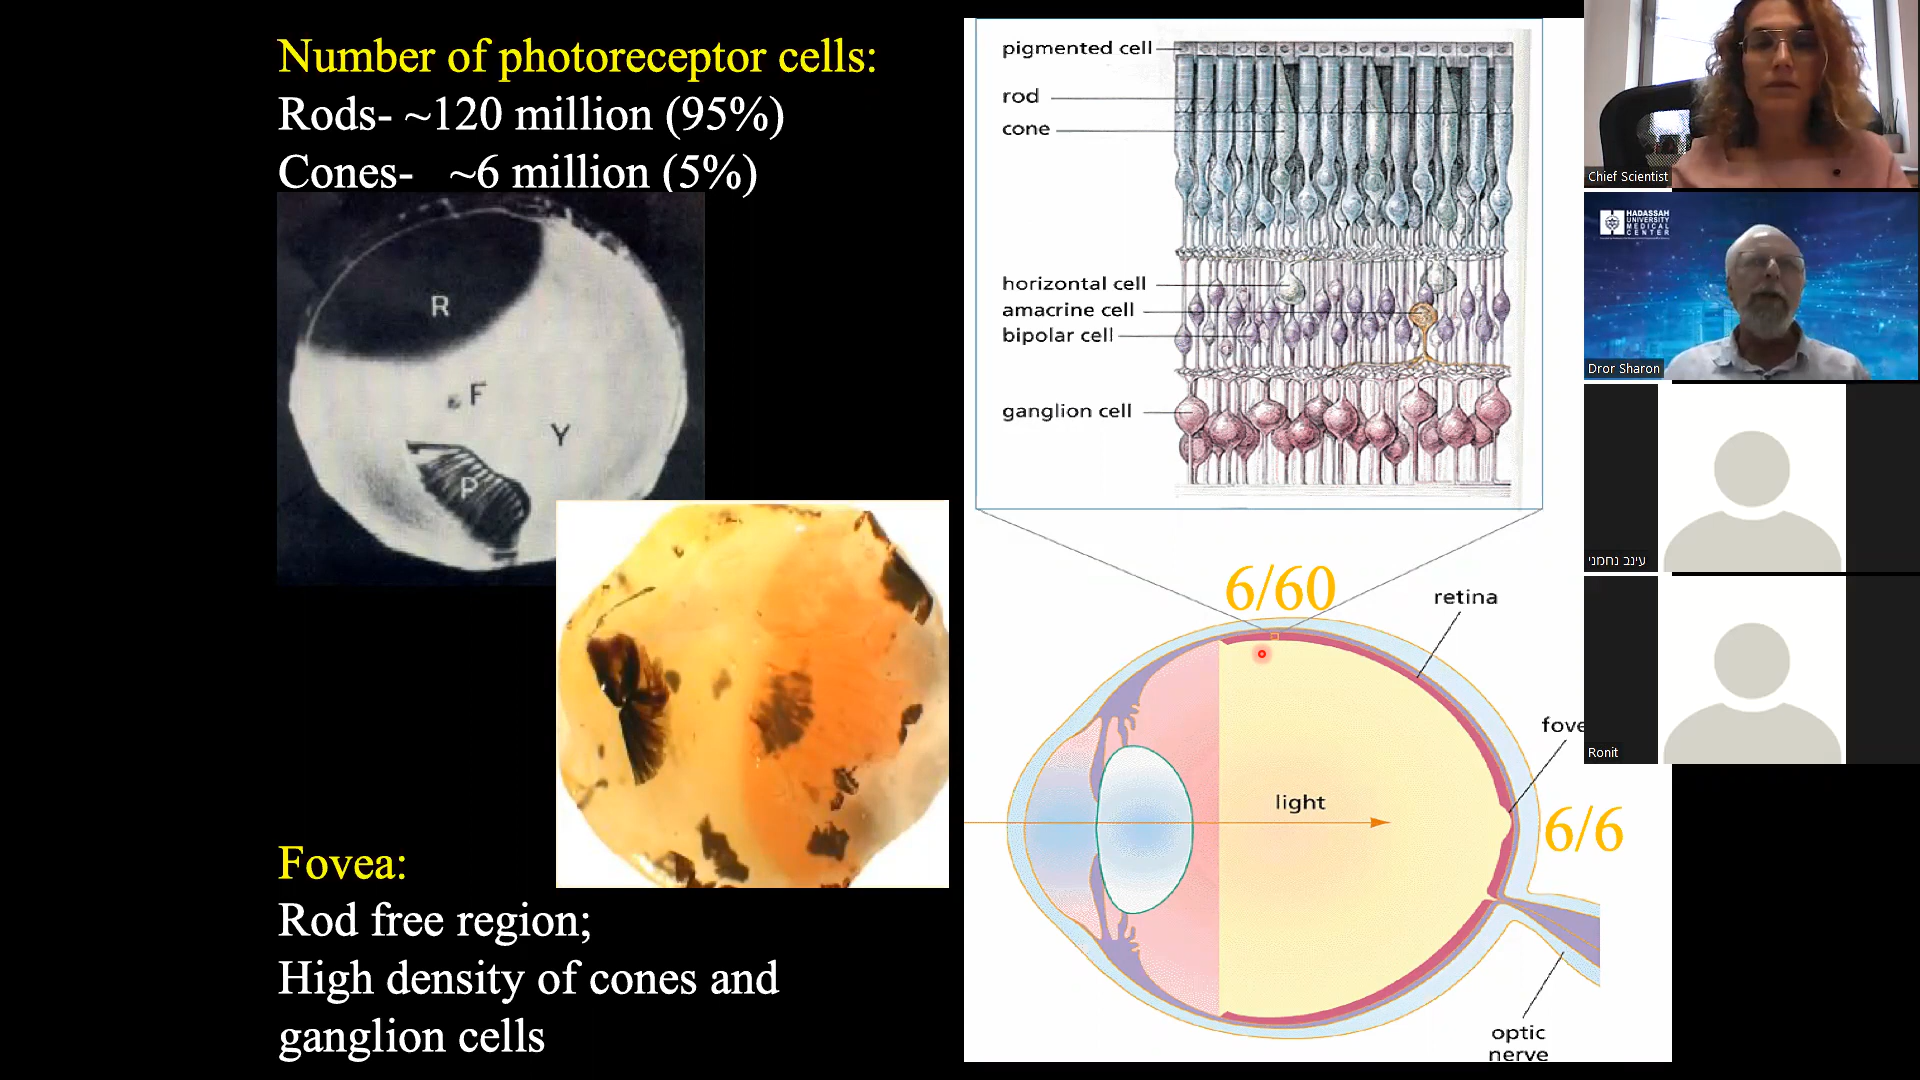 Number of photoreceptor cells:
Rods- ~120 million (95%)
Cones- ~6 million (5%)
R
F
Y
P
Fovea:
Rod free region;
High density of cones and
ganglion cells
pigmented cell
rod
cone
horizontal cell
amacrine cell
bipolar cell
ganglion cell
6/60
retina
fove
light
6/6
optic
nerve
Chief Scientist
HADASSAH
UNIVERSITY
MEDICAL
CENTER
Dror Sharon
עינב נחמני
Ronit